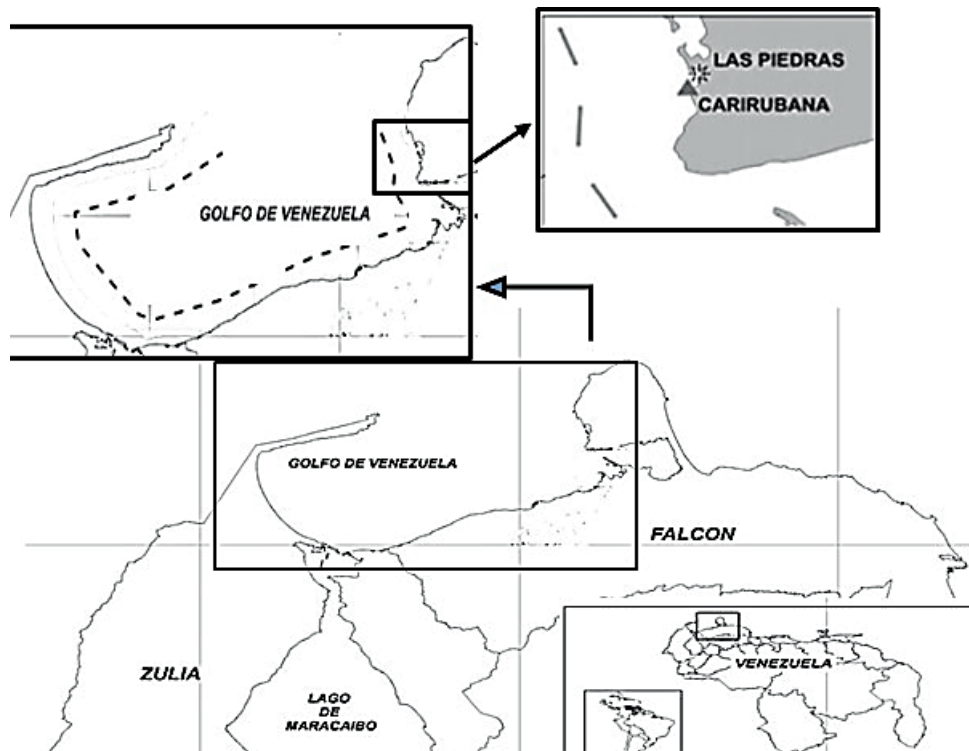 LAS PIEDRAS
CARIRUBANA
GOLFO DE VENEZUELA
GOLFO DE VENEZUELA
FALCON
ZULIA
LAGO
DE
MARACAIBO
VENEZUELA